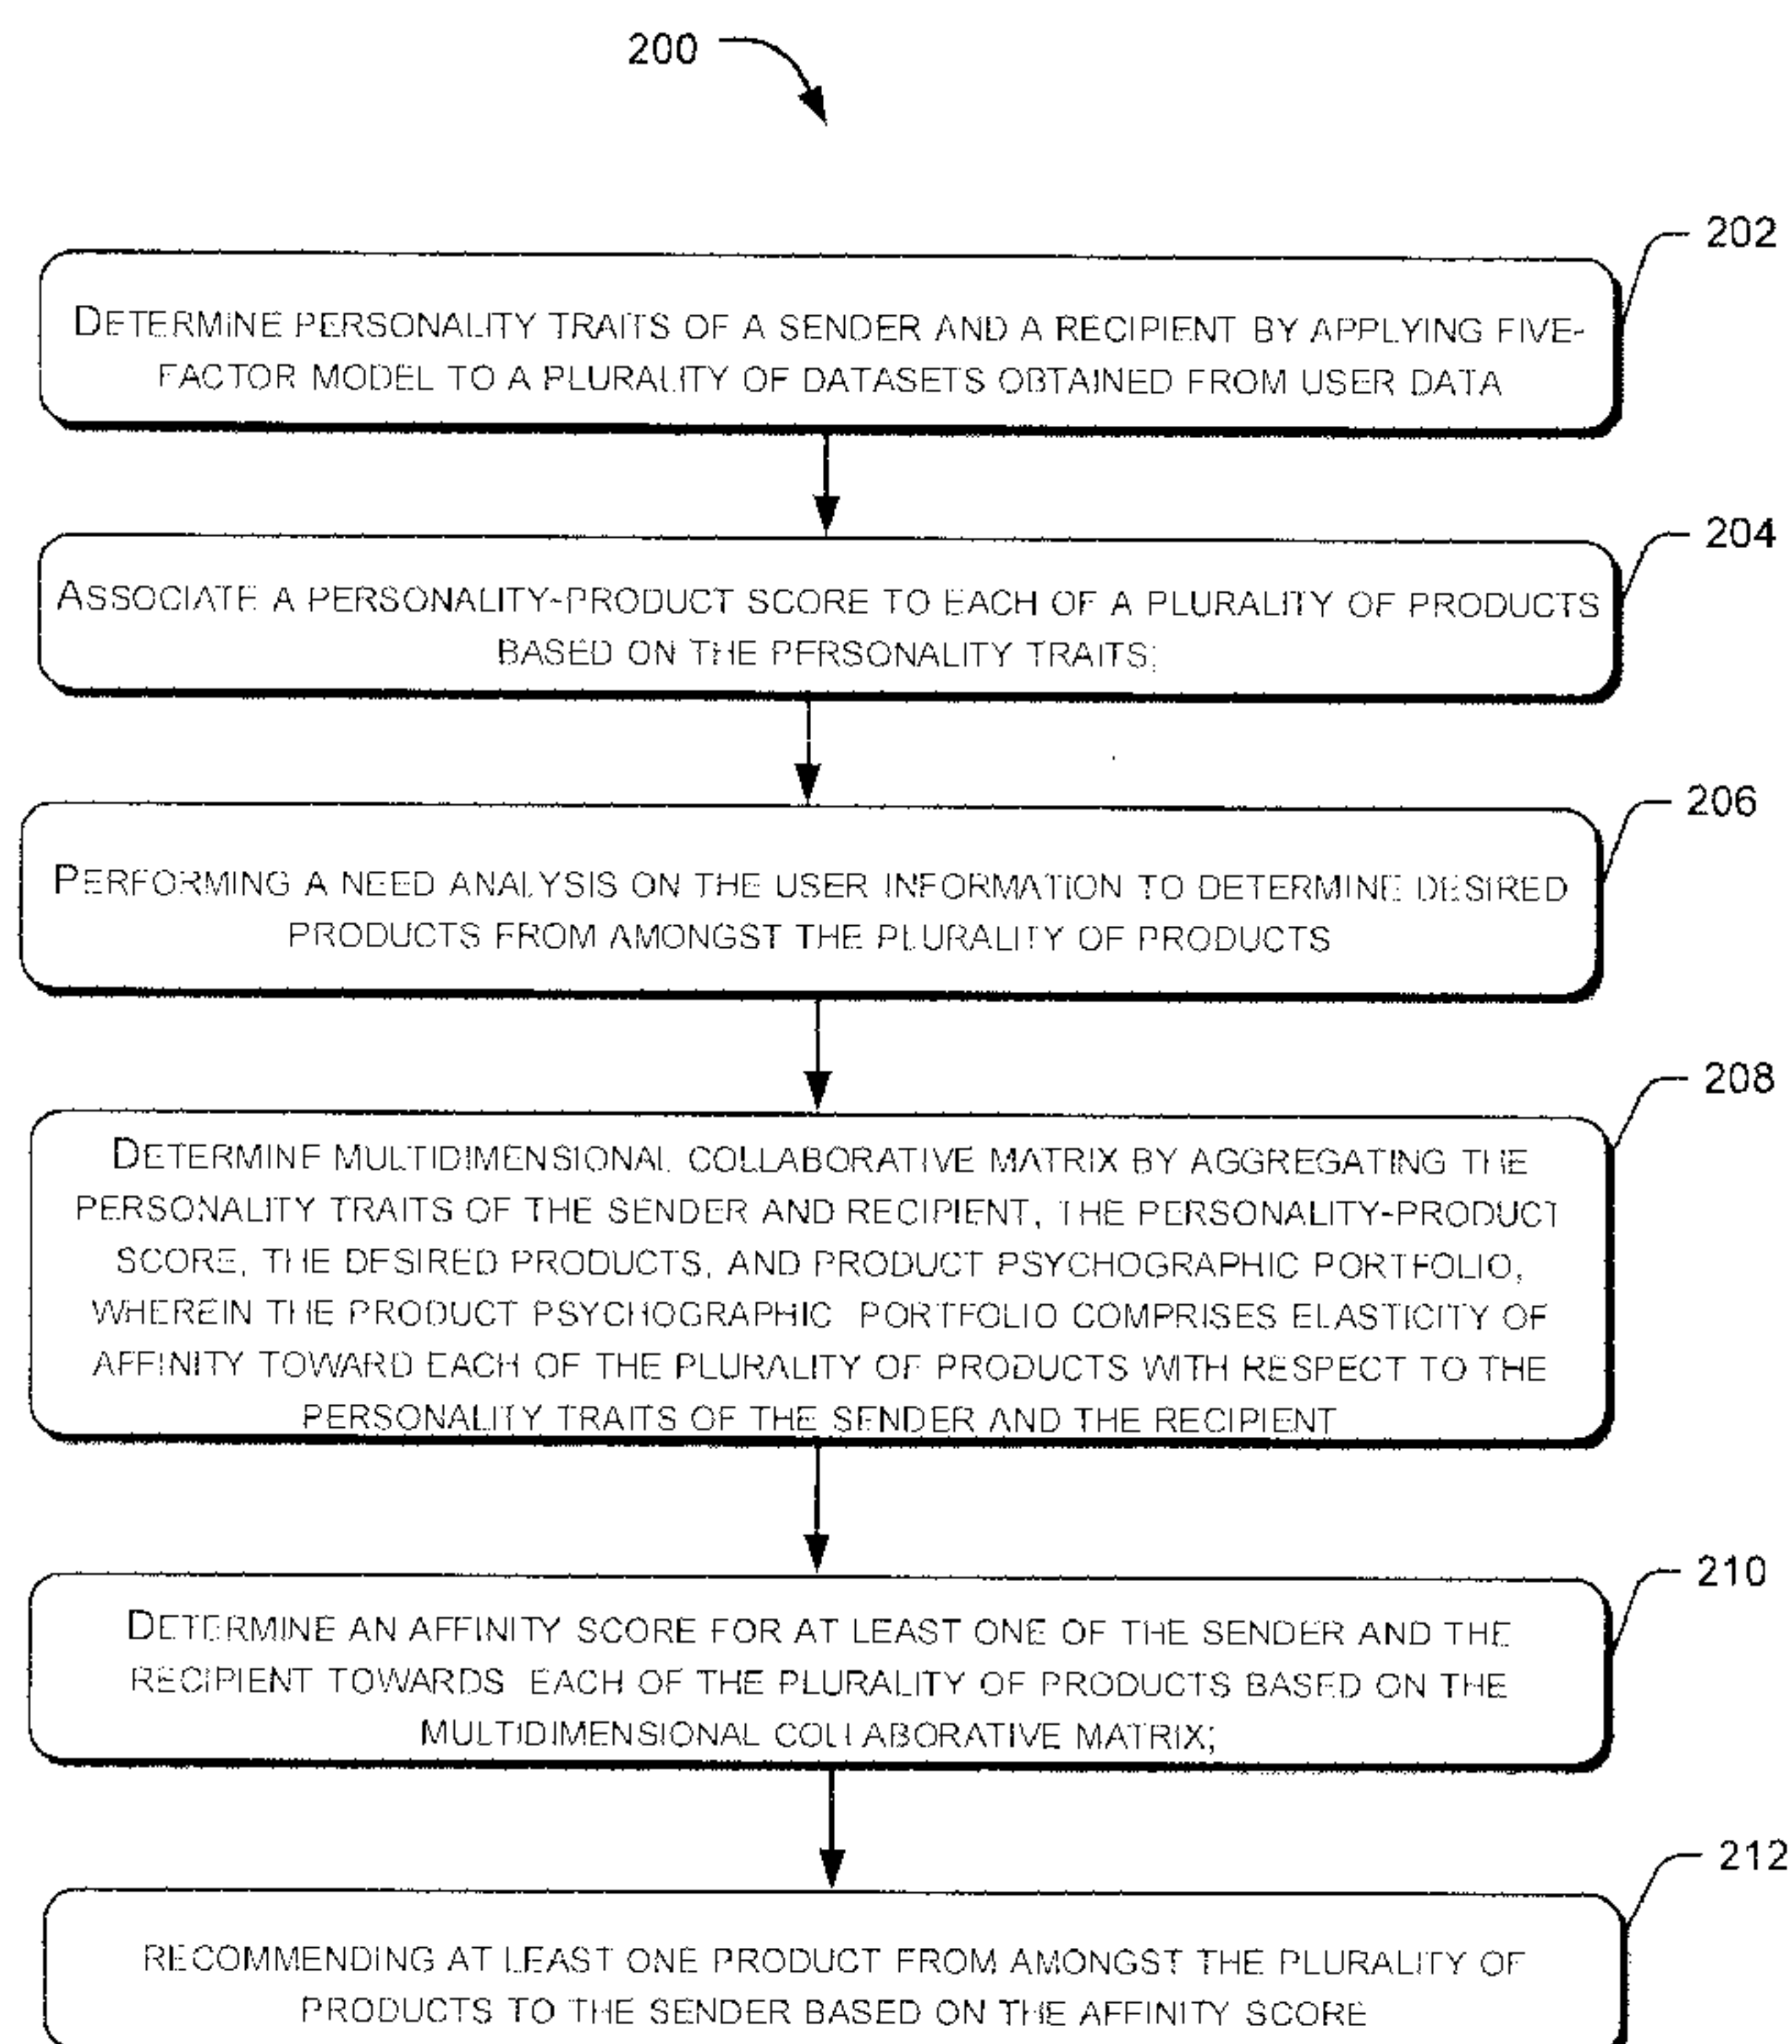 200
202
DETERMINE PERSONALITY TRAITS OF A SENDER AND A RECIPIENT BY APPLYING FIVE-
FACTOR MODEL TO A PLURALITY OF DATASETS OBTAINED FROM USER DATA
204
ASSOCIATE A PERSONALITY-PRODUCT SCORE TO EACH OF A PLURALITY OF PRODUCTS
BASED ON THE PERSONALITY TRAITS;
206
PERFORMING A NEED ANALYSIS ON THE USER INFORMATION TO DETERMINE DESIRED
PRODUCTS FROM AMONGST THE PLURALITY OF PRODUCTS
208
DETERMINE MULTIDIMENSIONAL COLLABORATIVE MATRIX BY AGGREGATING THE
PERSONALITY TRAITS OF THE SENDER AND RECIPIENT, THE PERSONALITY-PRODUCT
SCORE, THE DESIRED PRODUCTS, AND PRODUCT PSYCHOGRAPHIC PORTFOLIO,
WHEREIN THE PRODUCT PSYCHOGRAPHIC PORTFOLIO COMPRISES ELASTICITY OF
AFFINITY TOWARD EACH OF THE PLURALITY OF PRODUCTS WITH RESPECT TO THE
PERSONALITY TRAITS OF THE SENDER AND THE RECIPIENT
210
DETERMINE AN AFFINITY SCORE FOR AT LEAST ONE OF THE SENDER AND THE
RECIPIENT TOWARDS EACH OF THE PLURALITY OF PRODUCTS BASED ON THE
MULTIDIMENSIONAL COLLABORATIVE MATRIX;
212
RECOMMENDING AT LEAST ONE PRODUCT FROM AMONGST THE PLURALITY OF
PRODUCTS TO THE SENDER BASED ON THE AFFINITY SCORE